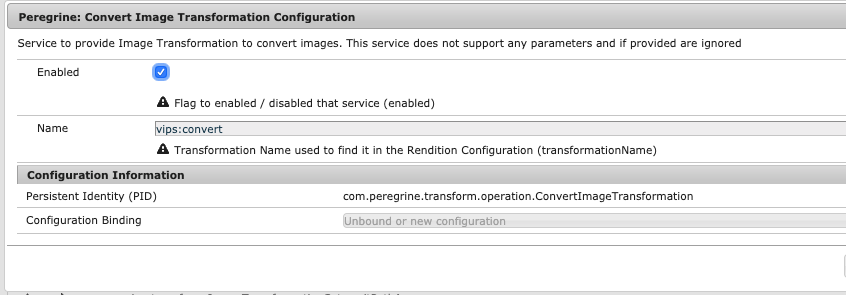 Peregrine: Convert Image Transformation Configuration
Service to provide Image Transformation to convert images. This service does not support any parameters and if provided are ignored
Enabled
Flag to enabled / disabled that service (enabled)
Name
vips:convert
Transformation Name used to find it in the Rendition Configuration (transformationName)
Configuration Information
Persistent Identity (PID) com.peregrine.transform.operation.ConvertImageTransformation
Configuration Binding Unbound or new configuration